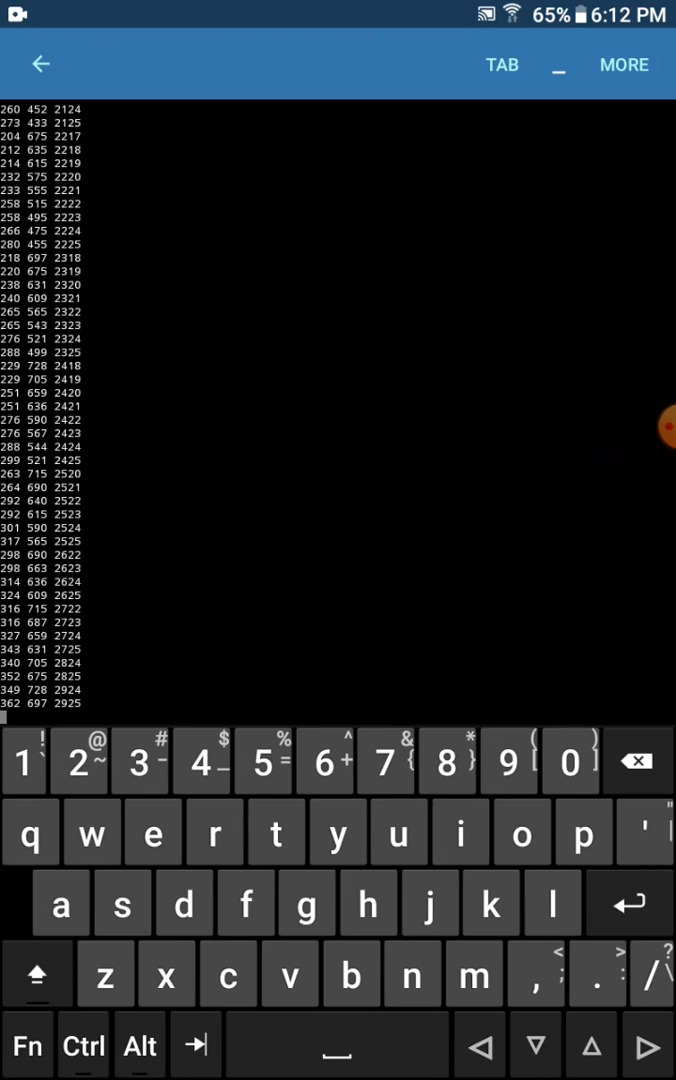 65% 6:12 PM
TAB _ MORE
260 452 2124
273 433 2125
204 675 2217
212 635 2218
214 615 2219
232 575 2220
233 555 2221
258 515 2222
258 495 2223
266 475 2224
280 455 2225
218 697 2318
220 675 2319
238 631 2320
240 609 2321
265 565 2322
265 543 2323
276 521 2324
288 499 2325
229 728 2418
229 705 2419
251 659 2420
251 636 2421
276 590 2422
276 567 2423
288 544 2424
299 521 2425
263 715 2520
264 690 2521
292 640 2522
292 615 2523
301 590 2524
317 565 2525
298 690 2622
298 663 2623
314 636 2624
324 609 2625
316 715 2722
316 687 2723
327 659 2724
343 631 2725
340 705 2824
352 675 2825
349 728 2924
362 697 2925
1 ! ` 2 @ ~ 3 # - 4 $ _ 5 % = 6 ^ + 7 & { 8 * } 9 ( [ 0 ) ]
q w e r t y u i o p ' " |
a s d f g h j k l
z x c v b n m , < ; . > : / ? \
Fn Ctrl Alt